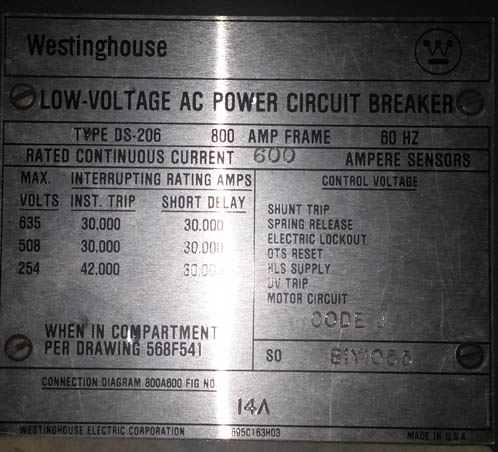 Westinghouse
W
LOW-VOLTAGE AC POWER CIRCUIT BREAKER
TYPE DS-206 800 AMP FRAME 60 HZ
RATED CONTINUOUS CURRENT 600 AMPERE SENSORS
MAX. INTERRUPTING RATING AMPS
VOLTS INST. TRIP SHORT DELAY
635 30.000 30.000
508 30.000 30.000
254 42.000 30.000
WHEN IN COMPARTMENT
PER DRAWING 568F541
CONTROL VOLTAGE
SHUNT TRIP
SPRING RELEASE
ELECTRIC LOCKOUT
OTS RESET
HLS SUPPLY
UV TRIP
MOTOR CIRCUIT
CODE
SO
CONNECTION DIAGRAM 800A600 FIG NO
14A
WESTINGHOUSE ELECTRIC CORPORATION 695C163H03 MADE IN U.S.A